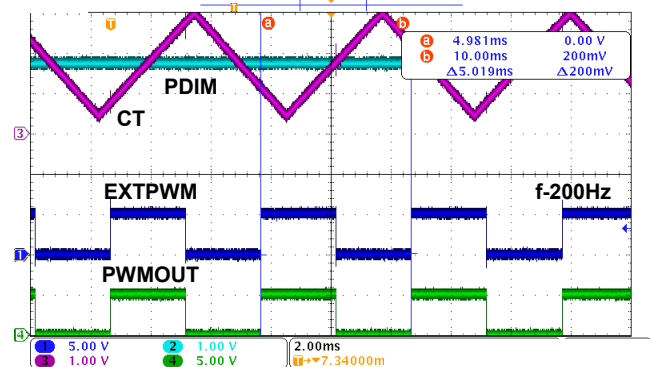 T
T
a
b
a 4.981ms 0.00 V
b 10.00ms 200mV
Δ5.019ms Δ200mV
PDIM
CT
3
EXTPWM
f-200Hz
1
PWMOUT
4
1 5.00 V 2 1.00 V 2.00ms
3 1.00 V 4 5.00 V T→▼7.34000m